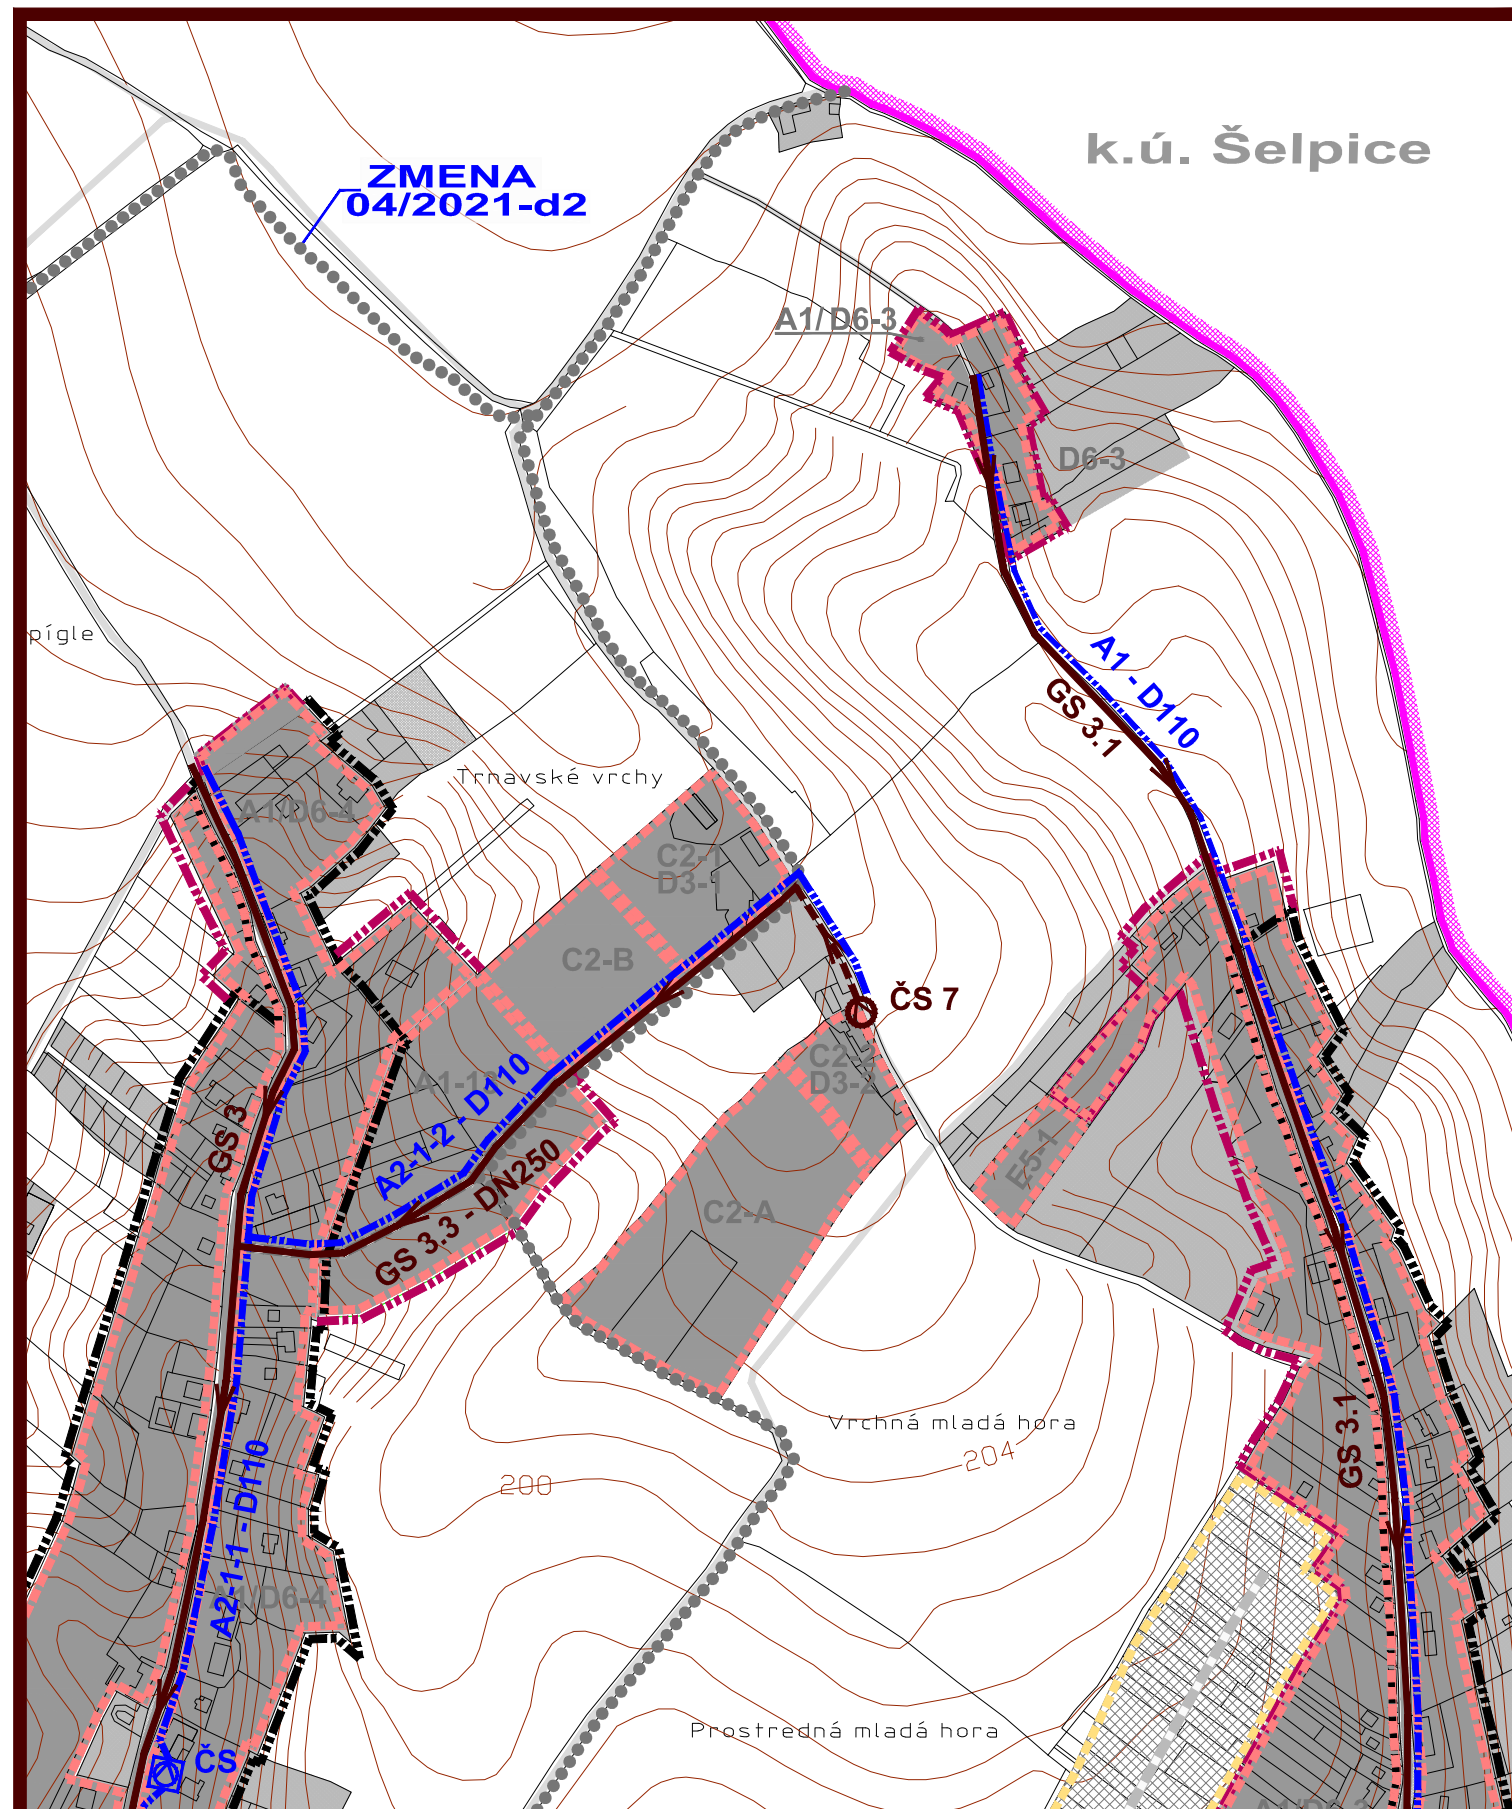 k.ú. Šelpice
ZMENA
04/2021-d2
A1/D6-3
D6-3
pígle
A1 - D110
GS 3.1
Trnavské vrchy
A1/D6-4
C2-1
D3-1
C2-B
ČS 7
A2-1-2 - D110
C2-2
D3-2
GS 3
E5-1
GS 3.3 - DN250
C2-A
Vrchná mladá hora
204
200
GS 3.1
A2-1-1 - D110
A1/D6-4
Prostredná mladá hora
ČS